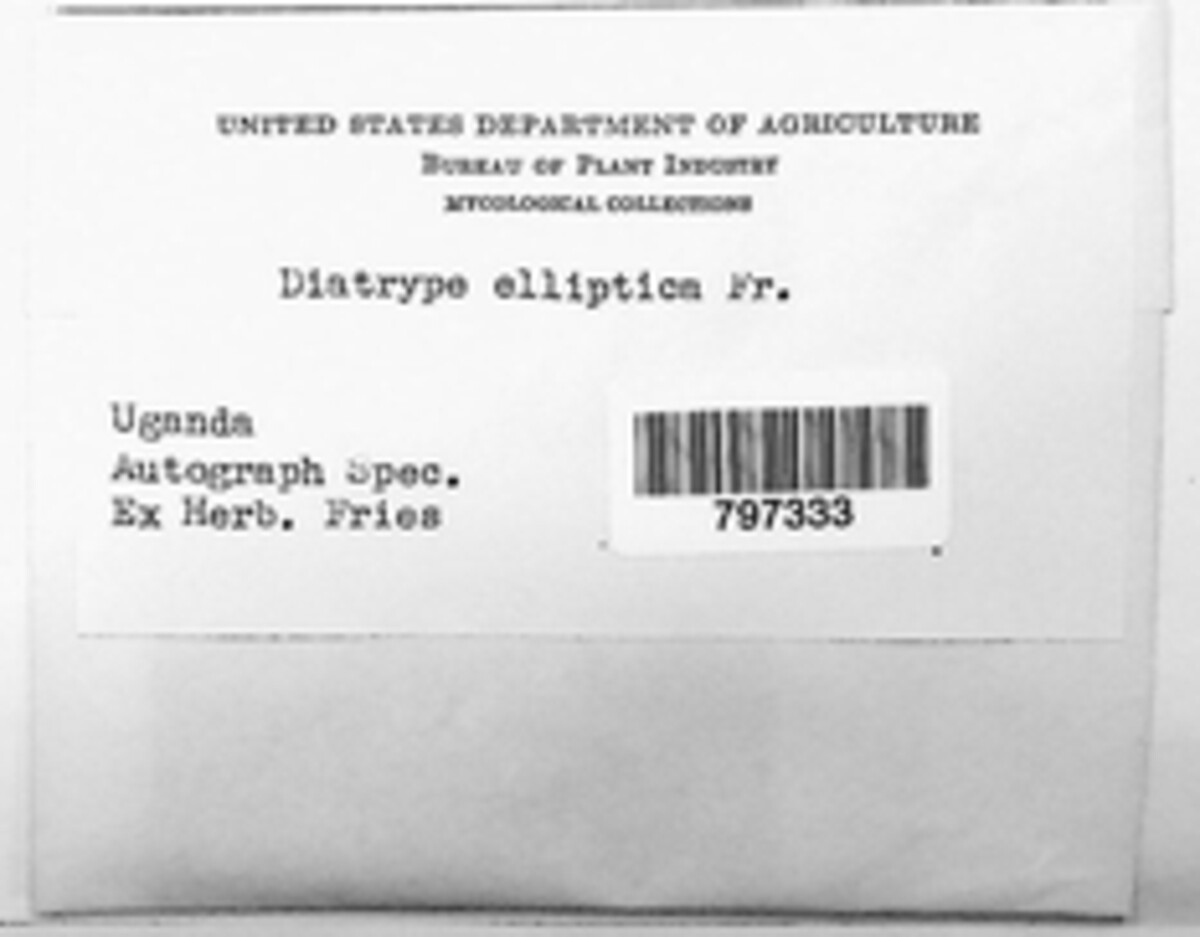 UNITED STATES DEPARTMENT OF AGRICULTURE
BUREAU OF PLANT INDUSTRY
MYCOLOGICAL COLLECTIONS
Diatrype elliptica Fr.
Uganda
Autograph Spec.
Ex Herb. Fries
797333